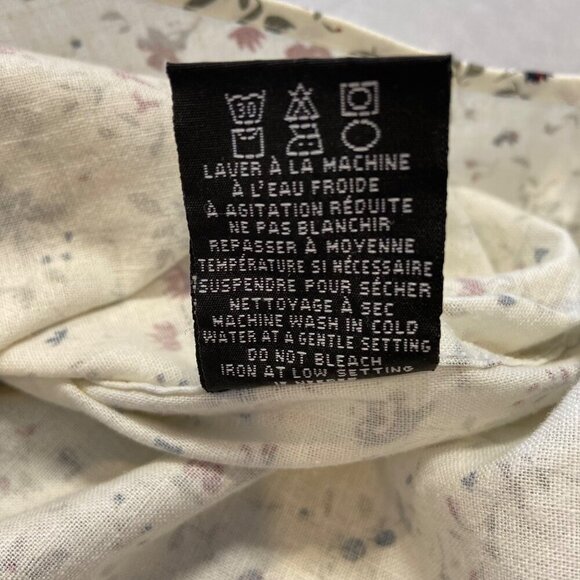 30
LAVER À LA MACHINE
À L'EAU FROIDE
À AGITATION RÉDUITE
NE PAS BLANCHIR
REPASSER À MOYENNE
TEMPÉRATURE SI NÉCESSAIRE
SUSPENDRE POUR SÉCHER
NETTOYAGE À SEC
MACHINE WASH IN COLD
WATER AT A GENTLE SETTING
DO NOT BLEACH
IRON AT LOW SETTING